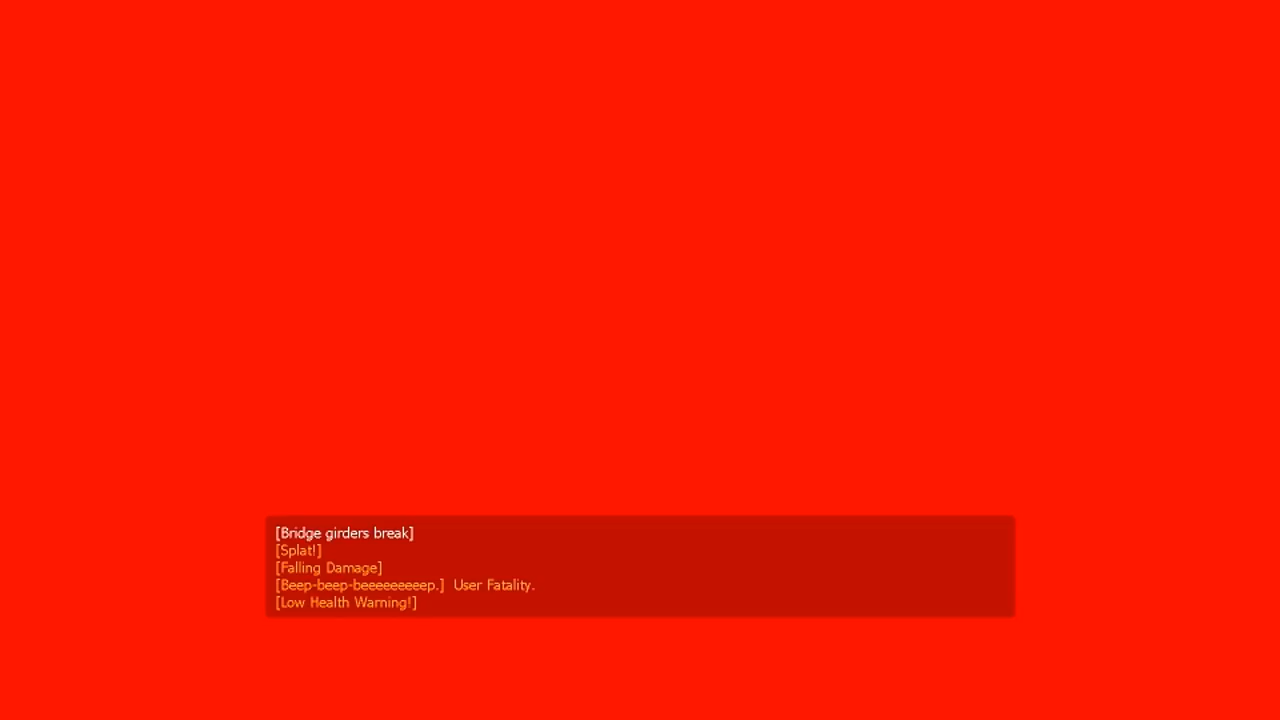 [Bridge girders break]
[Splat!]
[Falling Damage]
[Beep-beep-beeeeeeeeep.]  User Fatality.
[Low Health Warning!]